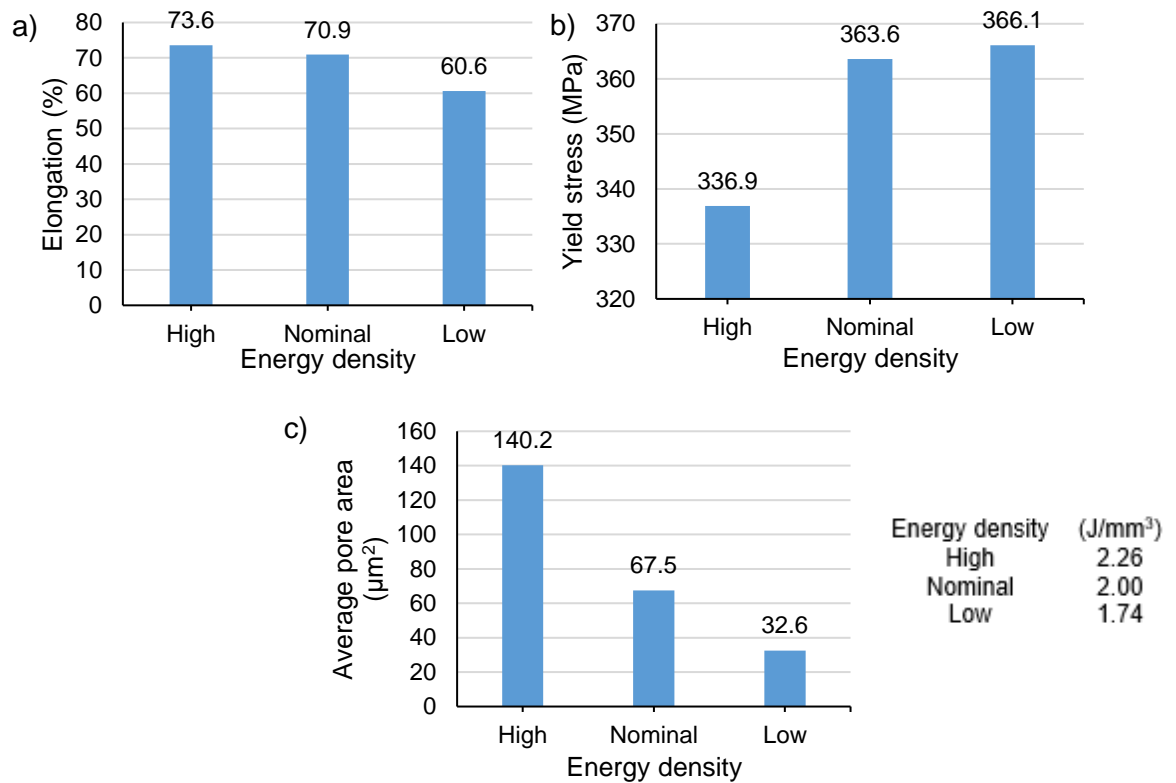 a)
Elongation (%)
80
70
60
50
40
30
20
10
0
73.6
70.9
60.6
High Nominal Low
Energy density
b)
Yield stress (MPa)
370
360
350
340
330
320
336.9
363.6
366.1
High Nominal Low
Energy density
c)
Average pore area
(µm²)
160
140
120
100
80
60
40
20
0
140.2
67.5
32.6
High Nominal Low
Energy density
Energy density (J/mm³)
High 2.26
Nominal 2.00
Low 1.74